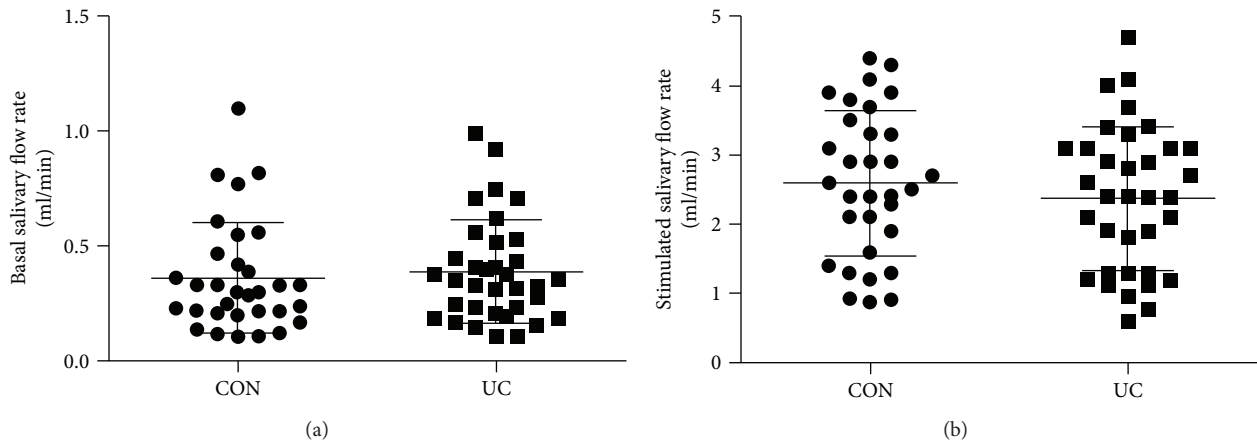 Basal salivary flow rate
(ml/min)
1.5
1.0
0.5
0.0
CON
UC
(a)
Stimulated salivary flow rate
(ml/min)
5
4
3
2
1
0
CON
UC
(b)